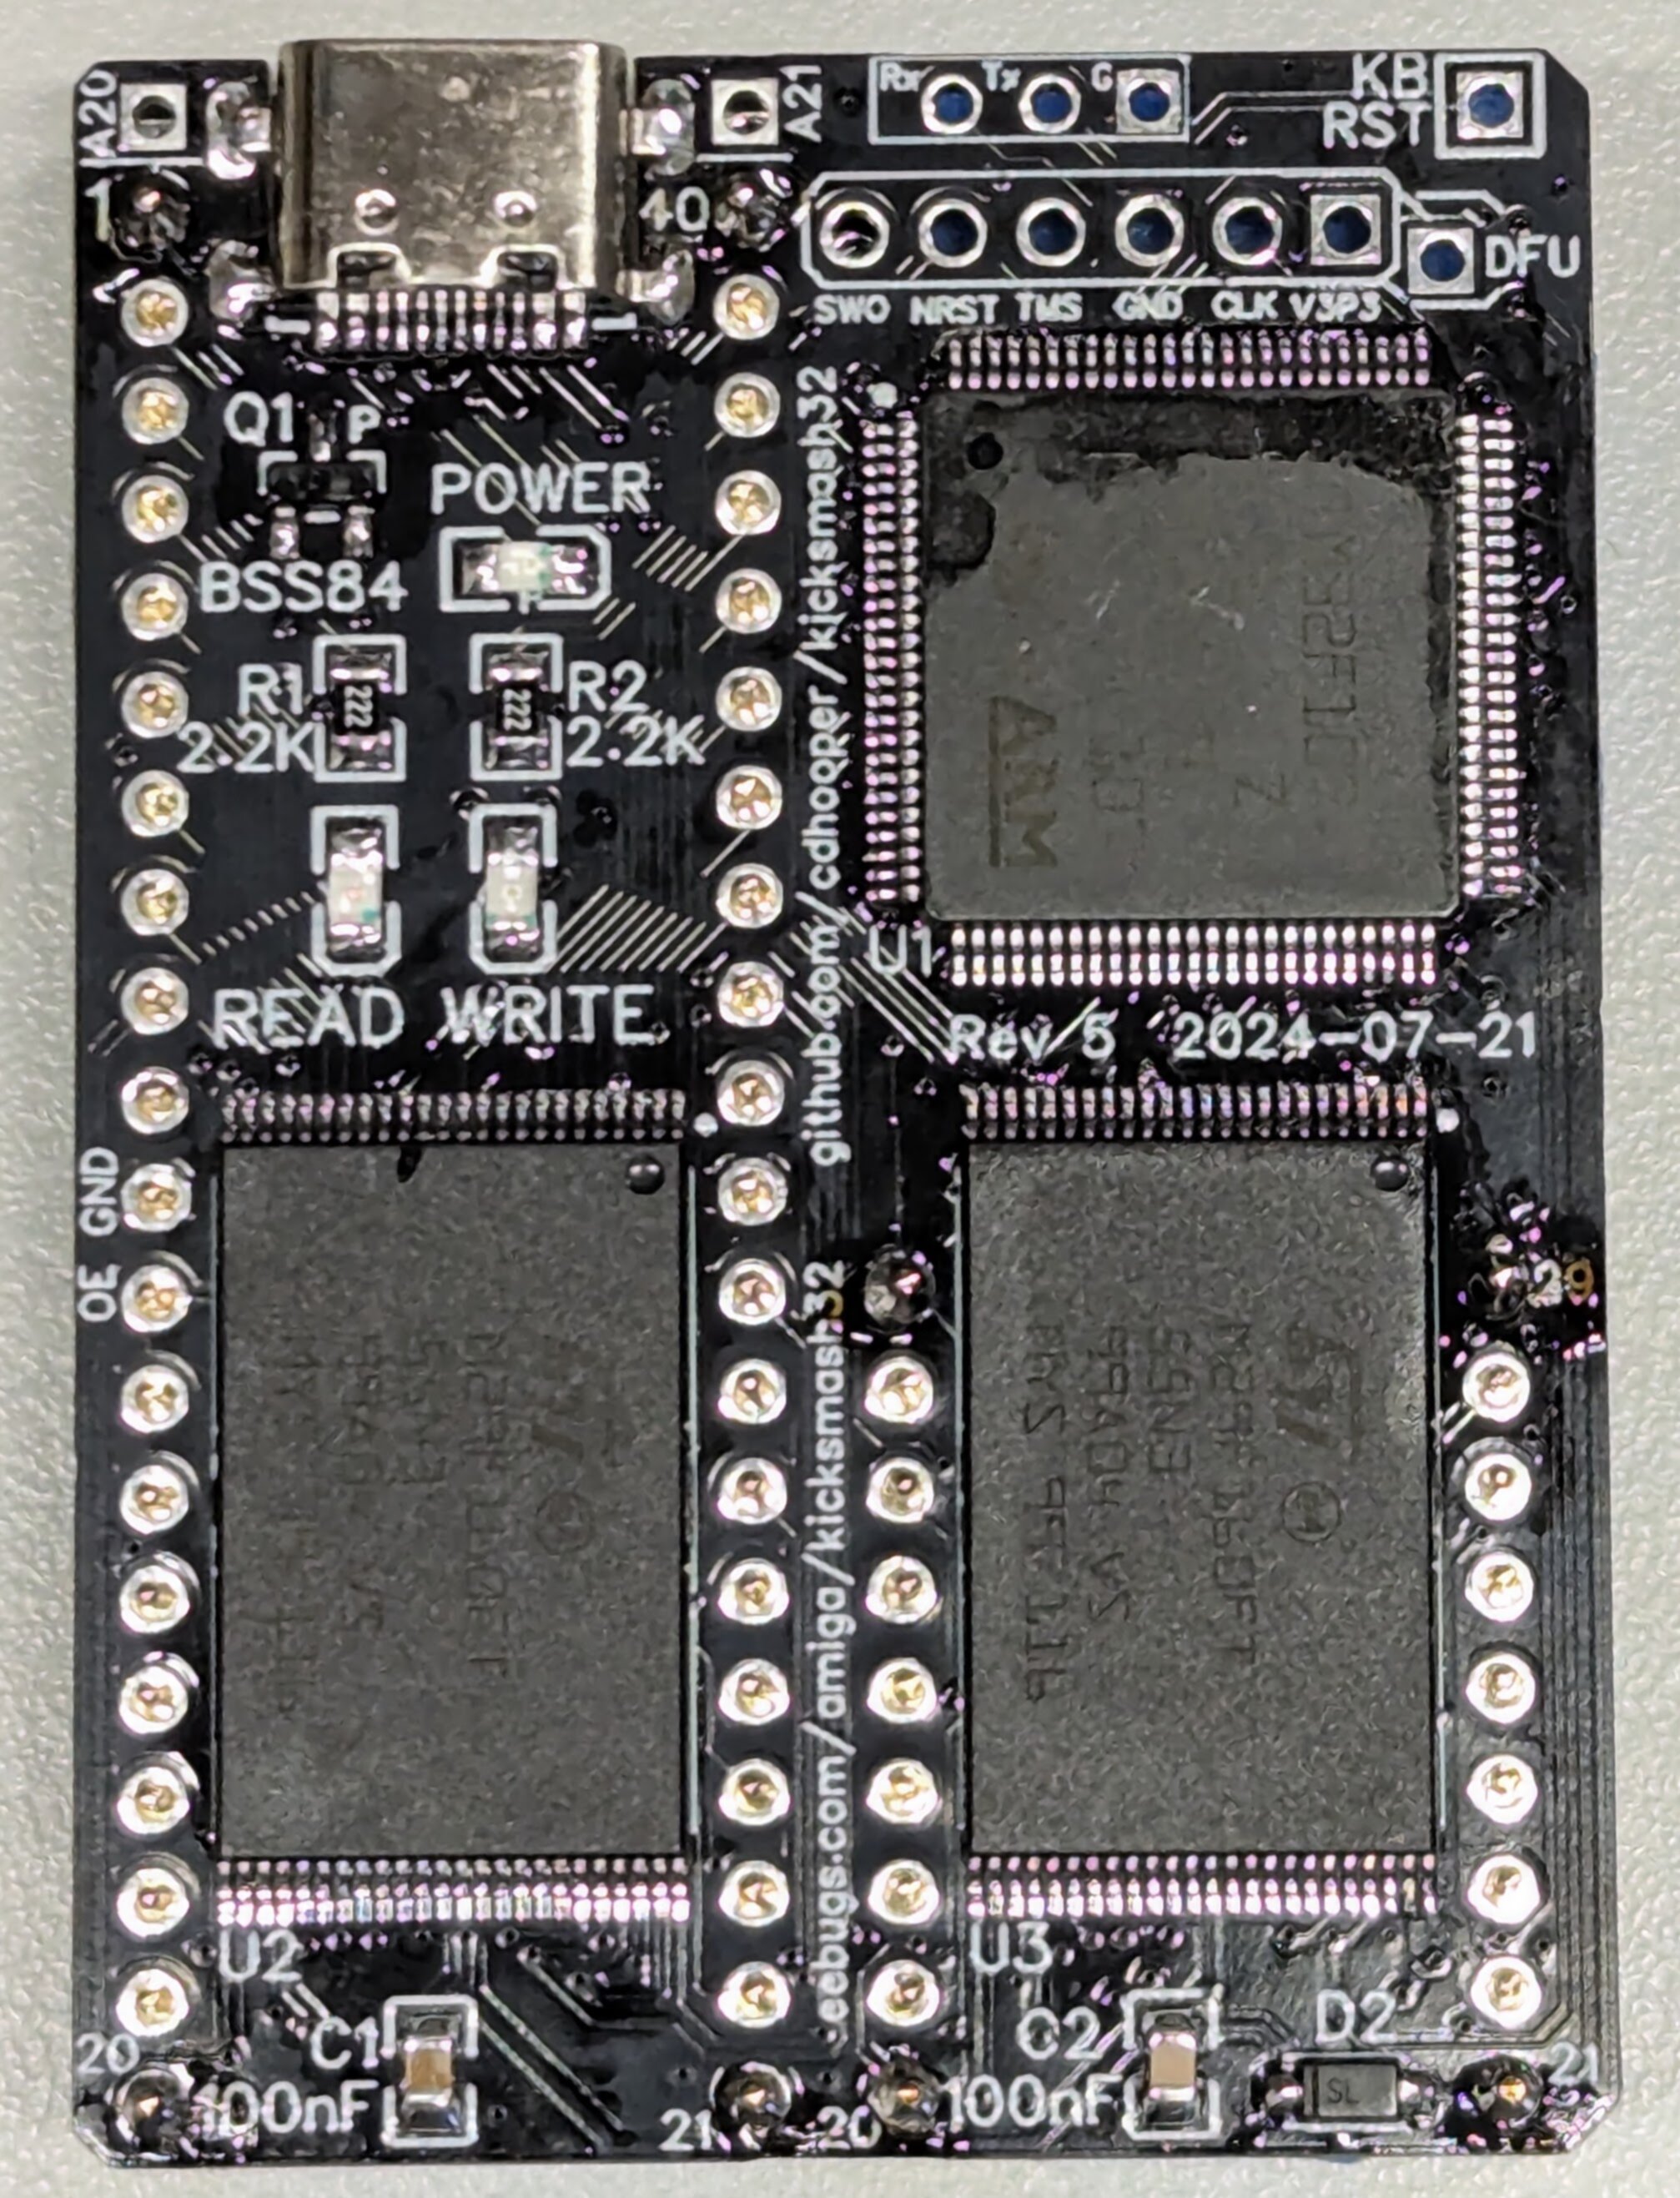 A20
A21
Rx Tx G
KB
RST
1
40
DFU
SWO NRST TMS GND CLK V3P3
Q1 P
POWER
BSS84
R1
2.2K
222
222
R2
2.2K
READ WRITE
github.com/cdhooper/kicksmash32
U1
Rev 5 2024-07-21
GND
OE
29
eebugs.com/amiga/kicksmash32
U2
U3
20
C1
100nF
21
20
C2
100nF
D2
SL
21